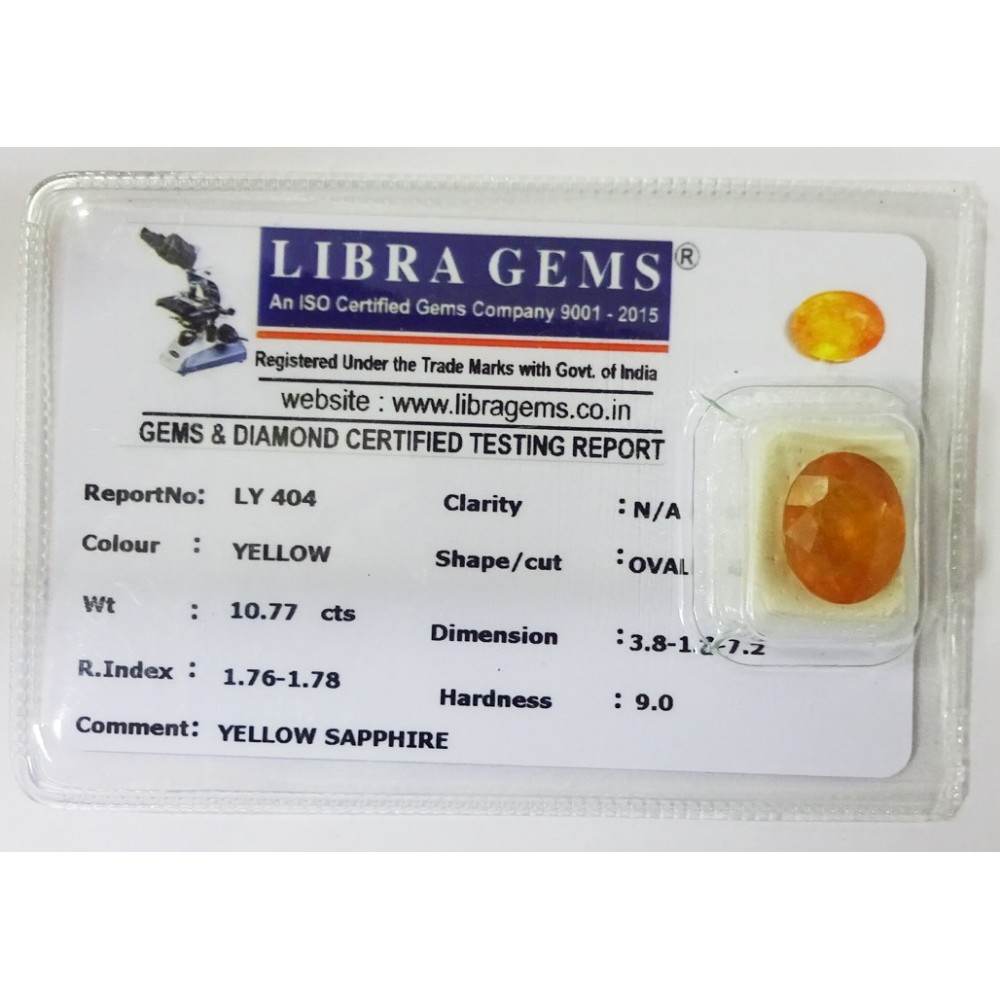 LIBRA GEMS ®
An ISO Certified Gems Company 9001 - 2015
Registered Under the Trade Marks with Govt. of India
website : www.libragems.co.in
GEMS & DIAMOND CERTIFIED TESTING REPORT
ReportNo: LY 404
Clarity : N/A
Colour : YELLOW
Shape/cut : OVAL
Wt : 10.77 cts
Dimension :
R.Index : 1.76-1.78
Hardness : 9.0
Comment: YELLOW SAPPHIRE